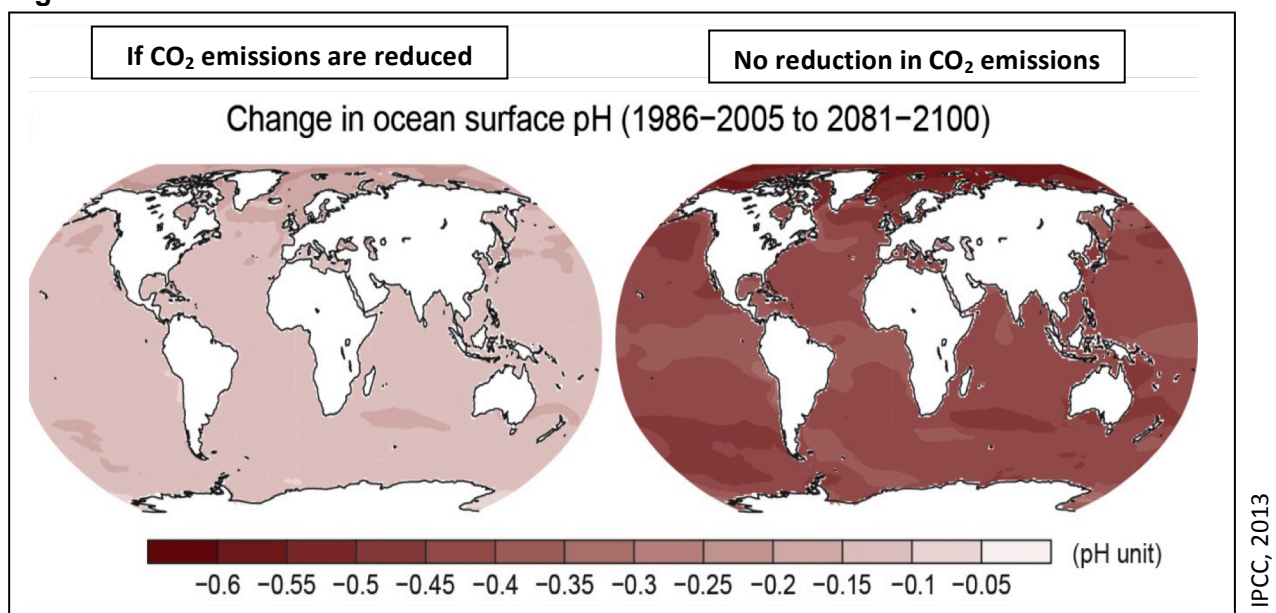 If CO₂ emissions are reduced
No reduction in CO₂ emissions
Change in ocean surface pH (1986−2005 to 2081−2100)
−0.6 −0.55 −0.5 −0.45 −0.4 −0.35 −0.3 −0.25 −0.2 −0.15 −0.1 −0.05 (pH unit)
IPCC, 2013